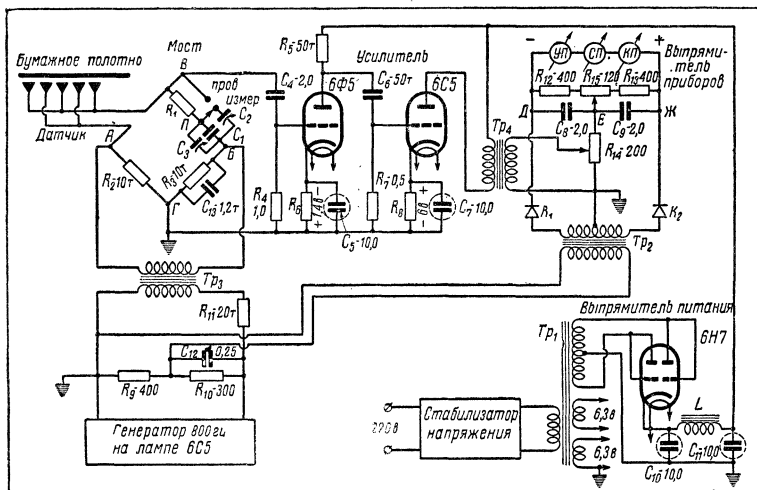 Бумажное полотно
Мост
В
пров
измер
R₁
П
C₂
C₁
C₃
Б
Датчик
А
R₂-10т
R₃-10т
C₁₃-1,2т
Г
R₅-50т
C₄-2,0
6Ф5
Усилитель
C₆-50т
6С5
R₄
1,0
R₆
- 1,4в +
C₅-10,0
R₇-0,5
R₈
+ 6в -
C₇-10,0
Тр₄
- УП СП КП +
R₁₂-400
R₁₅-120
R₁₃-400
Выпрями-
тель
приборов
Д
Е
Ж
C₈-2,0
C₉-2,0
R₁₄-200
К₁
К₂
Тр₂
Тр₃
R₁₁-20т
C₁₂
0,25
R₉-400
R₁₀-300
Генератор 800гц
на лампе 6С5
Выпрямитель питания
Тр₁
6Н7
220в
Стабилизатор
напряжения
6,3в
6,3в
L
C₁₀-10,0
C₁₁-10,0